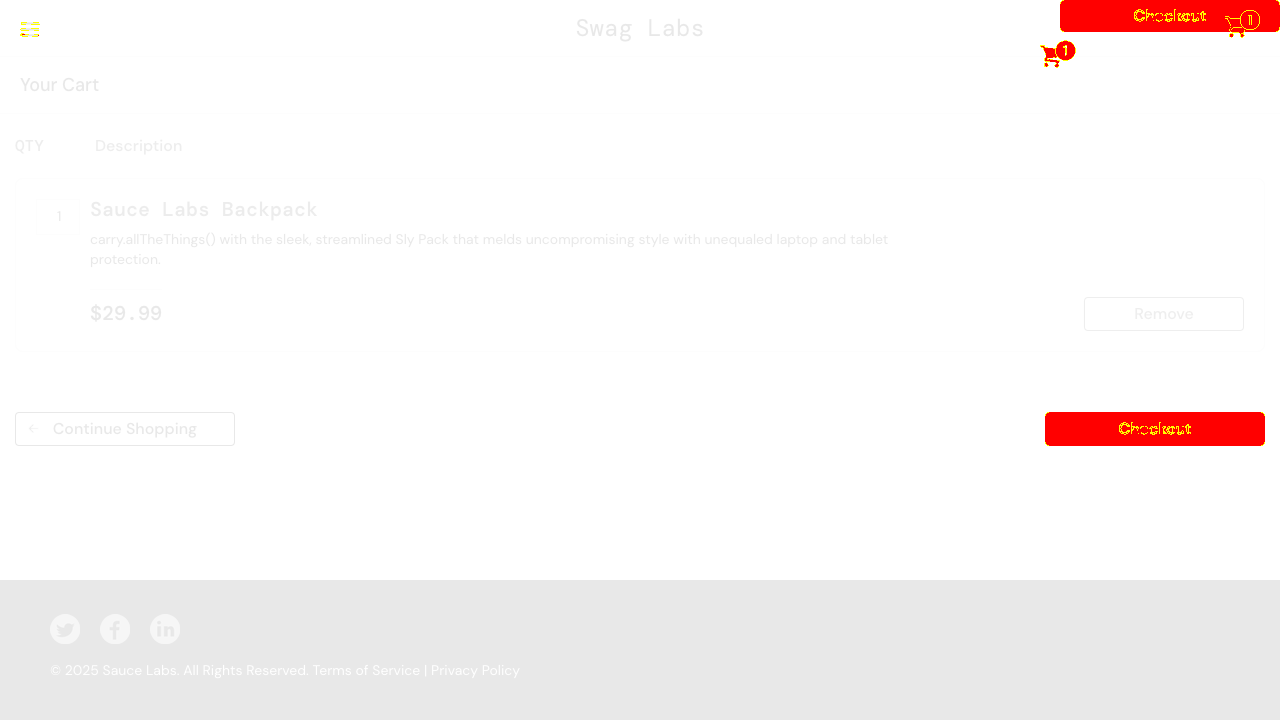 Swag Labs
Checkout
1
1
Your Cart
QTY Description
1
Sauce Labs Backpack
carry.allTheThings() with the sleek, streamlined Sly Pack that melds uncompromising style with unequaled laptop and tablet
protection.
$29.99
Remove
Continue Shopping
Checkout
© 2025 Sauce Labs. All Rights Reserved. Terms of Service | Privacy Policy